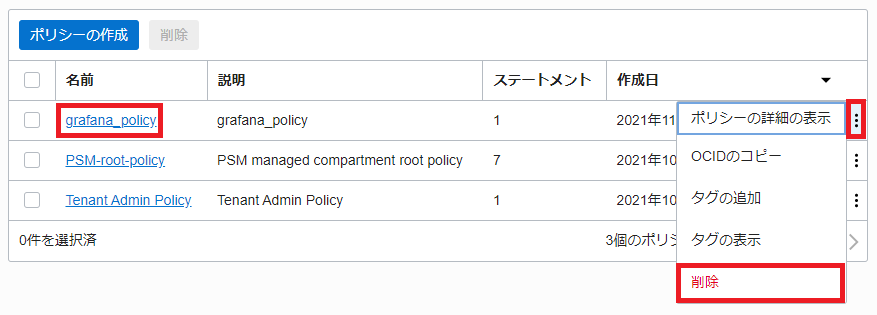 ポリシーの作成 削除
名前 説明 ステートメント 作成日
grafana_policy grafana_policy 1 2021年11
PSM-root-policy PSM managed compartment root policy 7 2021年10
Tenant Admin Policy Tenant Admin Policy 1 2021年10
0件を選択済 3個のポリシ
ポリシーの詳細の表示
OCIDのコピー
タグの追加
タグの表示
削除